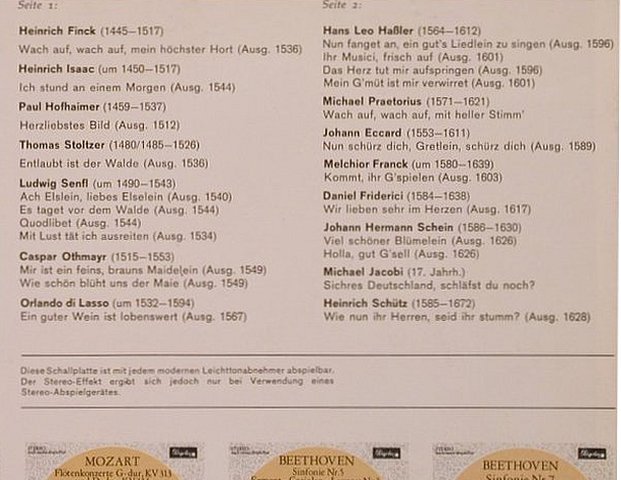 Seite 1:
Heinrich Finck (1445—1517)
Wach auf, wach auf, mein höchster Hort (Ausg. 1536)
Heinrich Isaac (um 1450—1517)
Ich stund an einem Morgen (Ausg. 1544)
Paul Hofhaimer (1459—1537)
Herzliebstes Bild (Ausg. 1512)
Thomas Stoltzer (1480/1485—1526)
Entlaubt ist der Walde (Ausg. 1536)
Ludwig Senfl (um 1490—1543)
Ach Elslein, liebes Elselein (Ausg. 1540)
Es taget vor dem Walde (Ausg. 1544)
Quodlibet (Ausg. 1544)
Mit Lust tät ich ausreiten (Ausg. 1534)
Caspar Othmayr (1515—1553)
Mir ist ein feins, brauns Maidelein (Ausg. 1549)
Wie schön blüht uns der Maie (Ausg. 1549)
Orlando di Lasso (um 1532—1594)
Ein guter Wein ist lobenswert (Ausg. 1567)
Seite 2:
Hans Leo Haßler (1564—1612)
Nun fanget an, ein gut's Liedlein zu singen (Ausg. 1596)
Ihr Musici, frisch auf (Ausg. 1601)
Das Herz tut mir aufspringen (Ausg. 1596)
Mein G'müt ist mir verwirret (Ausg. 1601)
Michael Praetorius (1571—1621)
Wach auf, wach auf, mit heller Stimm'
Johann Eccard (1553—1611)
Nun schürz dich, Gretlein, schürz dich (Ausg. 1589)
Melchior Franck (um 1580—1639)
Kommt, ihr G'spielen (Ausg. 1603)
Daniel Friderici (1584—1638)
Wir lieben sehr im Herzen (Ausg. 1617)
Johann Hermann Schein (1586—1630)
Viel schöner Blümelein (Ausg. 1626)
Holla, gut G'sell (Ausg. 1626)
Michael Jacobi (17. Jahrh.)
Sichres Deutschland, schläfst du noch?
Heinrich Schütz (1585—1672)
Wie nun ihr Herren, seid ihr stumm? (Ausg. 1628)
Diese Schallplatte ist mit jedem modernen Leichttonabnehmer abspielbar.
Der Stereo-Effekt ergibt sich jedoch nur bei Verwendung eines
Stereo-Abspielgerätes.
STEREO
MOZART
Flötenkonzerte G-dur, KV 313
STEREO
BEETHOVEN
Sinfonie Nr. 5
STEREO
BEETHOVEN
Sinfonie Nr. 7